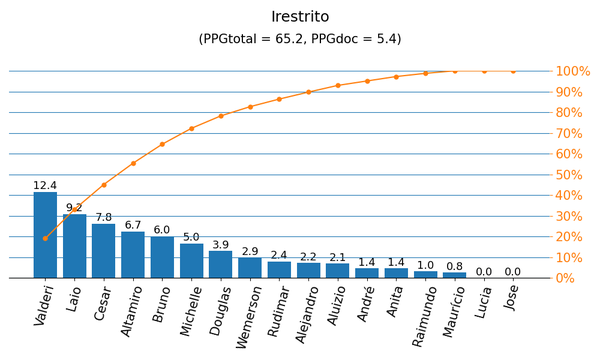 Irestrito
(PPGtotal = 65.2, PPGdoc = 5.4)
100%
90%
80%
70%
60%
50%
40%
30%
20%
10%
0%
12.4
9.2
7.8
6.7
6.0
5.0
3.9
2.9
2.4
2.2
2.1
1.4
1.4
1.0
0.8
0.0
0.0
Valderi
Laio
Cesar
Altamiro
Bruno
Michelle
Douglas
Wemerson
Rudimar
Alejandro
Aluizio
André
Anita
Raimundo
Maurício
Lucia
Jose